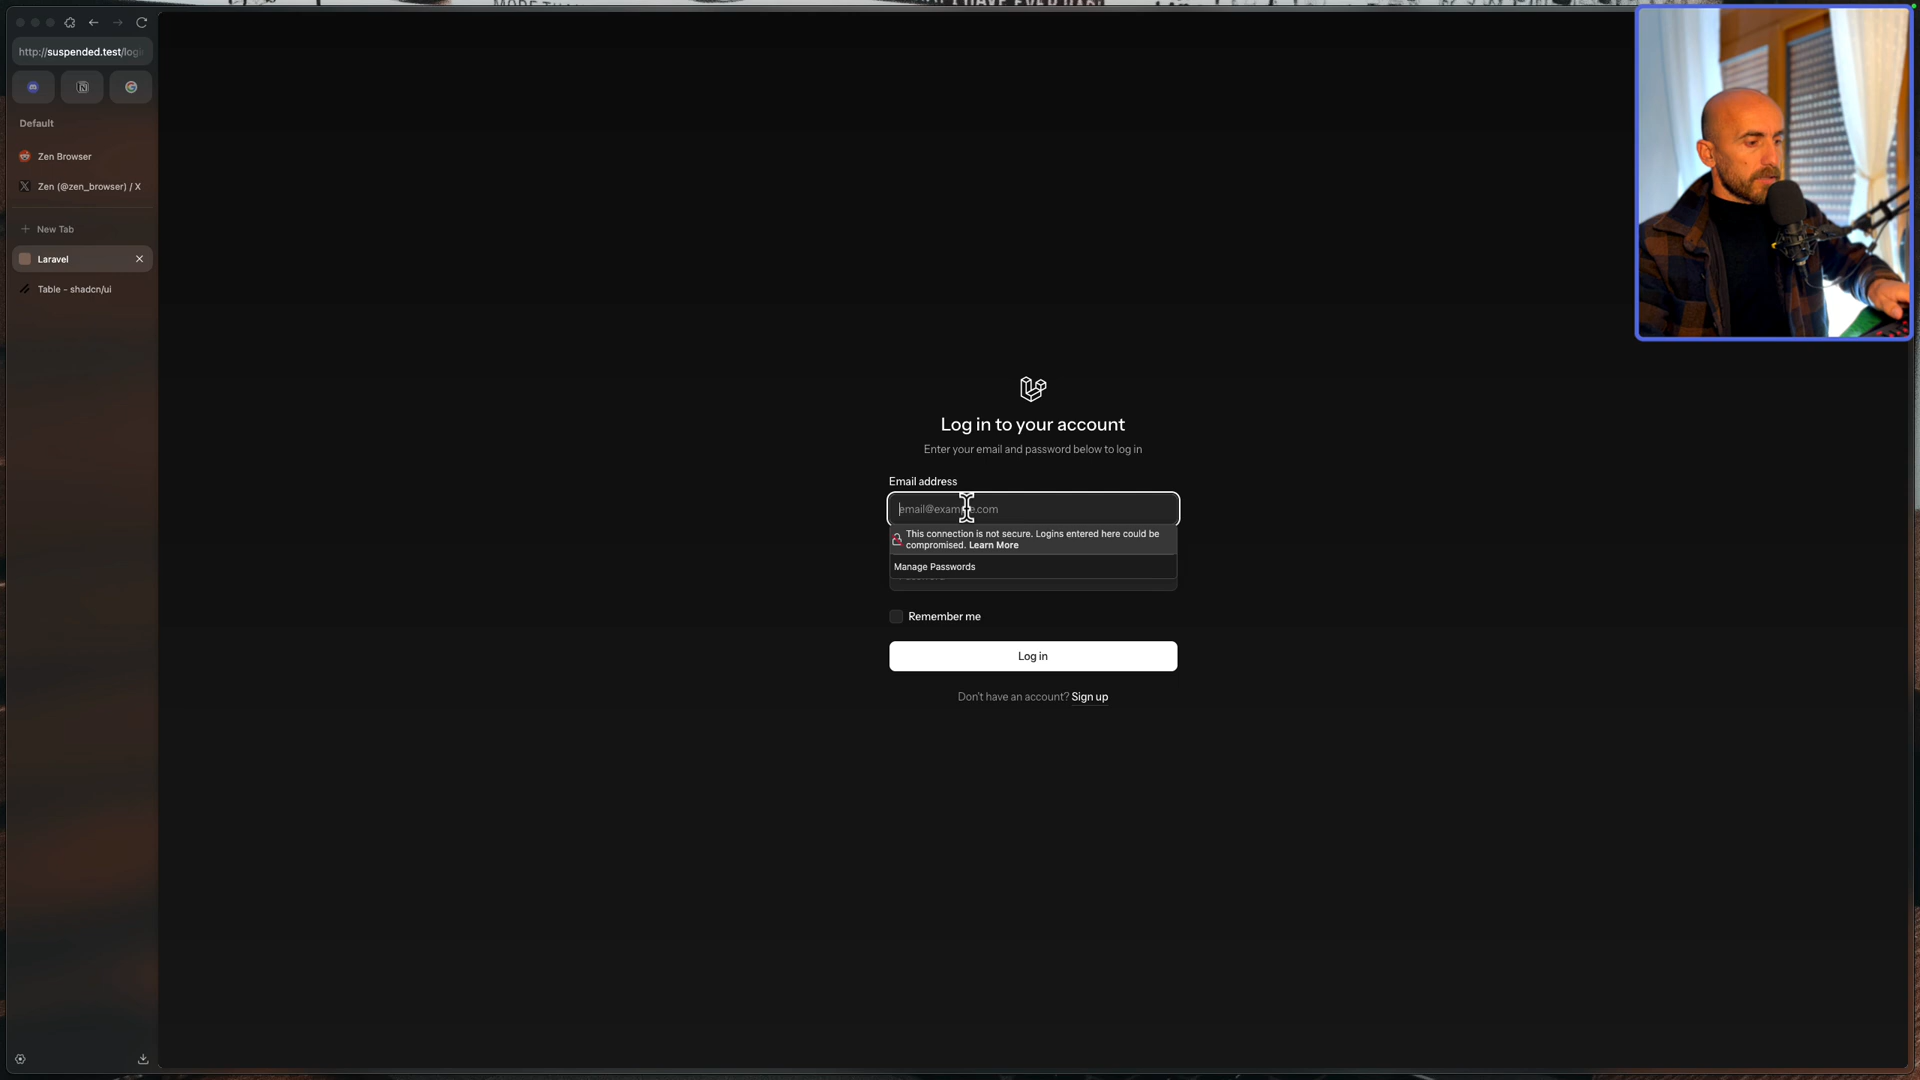 http://suspended.test/logi
Default
Zen Browser
Zen (@zen_browser) / X
New Tab
Laravel
Table - shadcn/ui
Log in to your account
Enter your email and password below to log in
Email address
email@example.com
This connection is not secure. Logins entered here could be
compromised. Learn More
Manage Passwords
Remember me
Log in
Don't have an account? Sign up